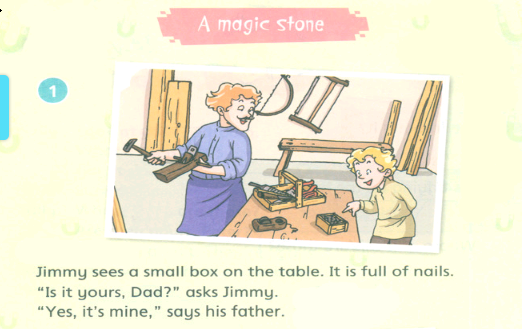 A magic stone
1
Jimmy sees a small box on the table. It is full of nails.
“Is it yours, Dad?” asks Jimmy.
“Yes, it’s mine,” says his father.